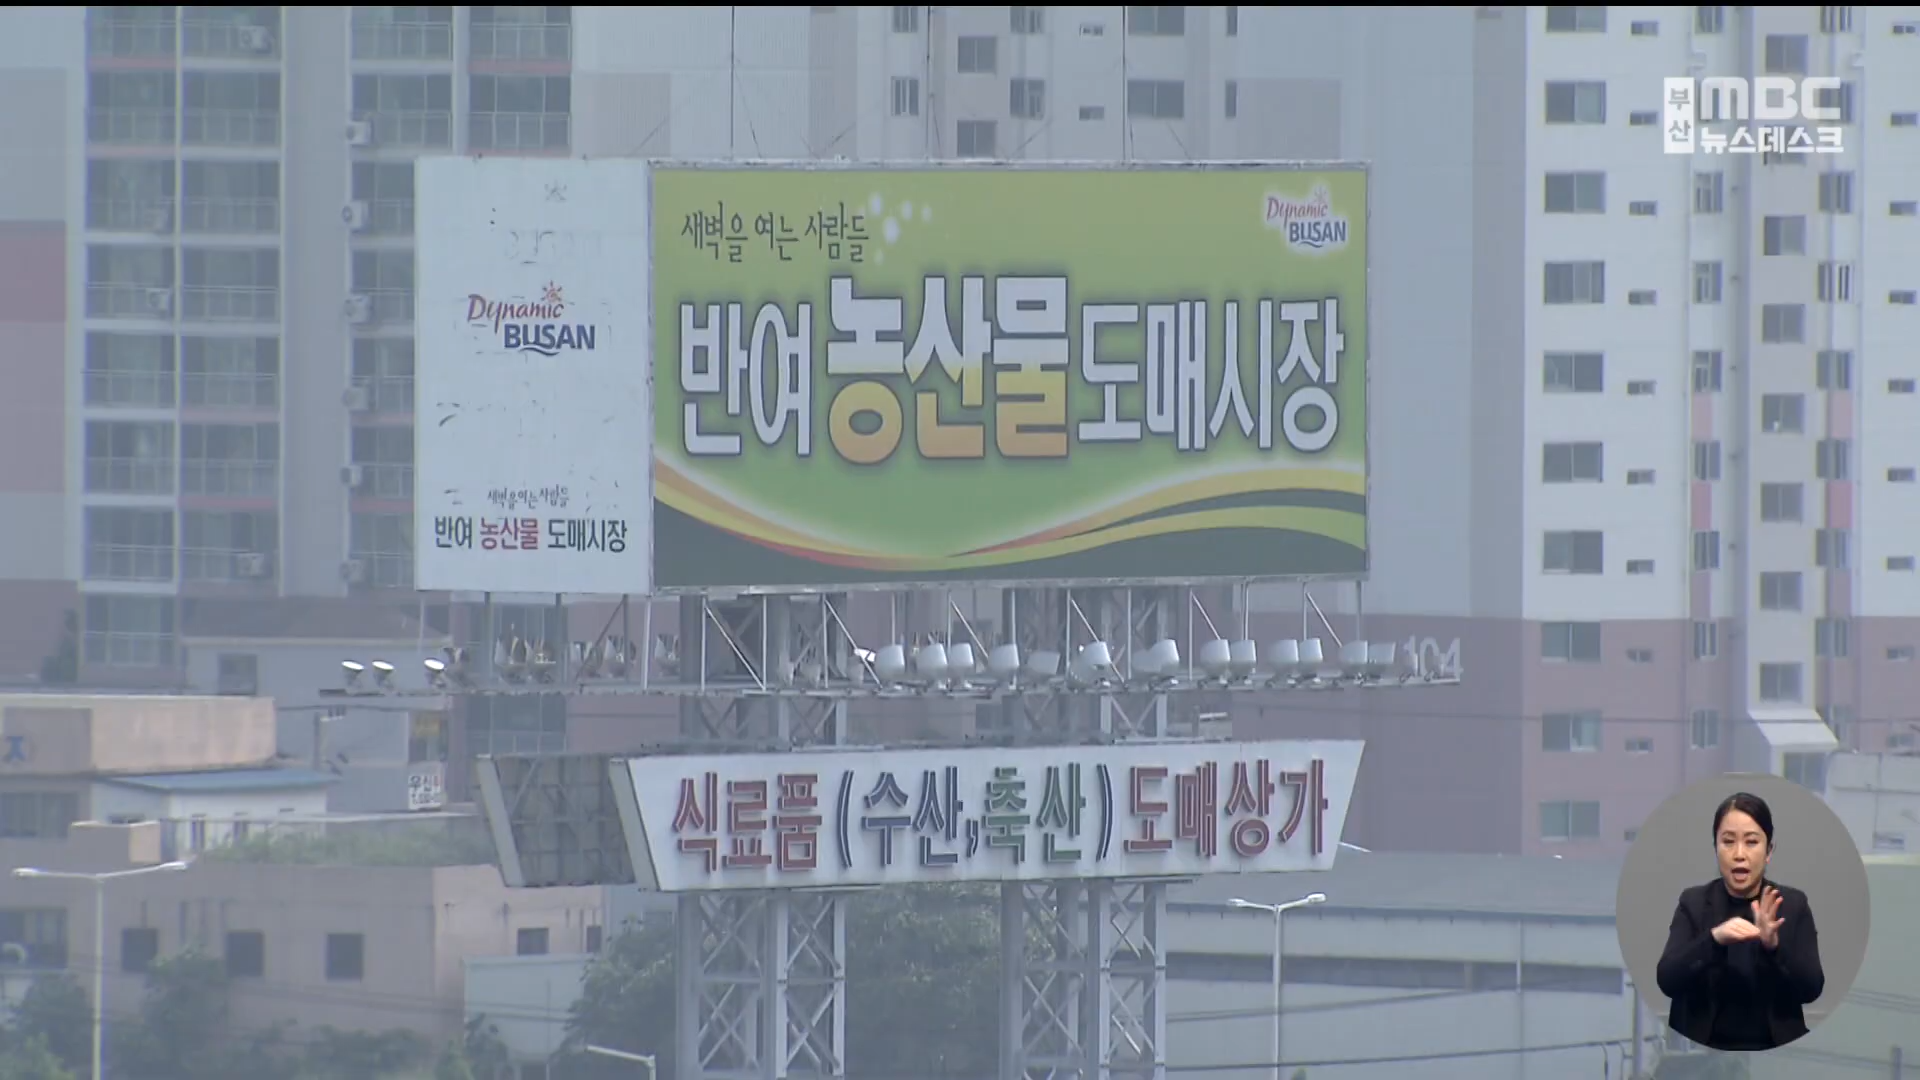 부산 MBC
뉴스데스크
새벽을 여는 사람들
Dynamic
BUSAN
반여 농산물 도매시장
Dynamic
BUSAN
새벽을 여는 사람들
반여 농산물 도매시장
104
식료품 (수산,축산) 도매상가